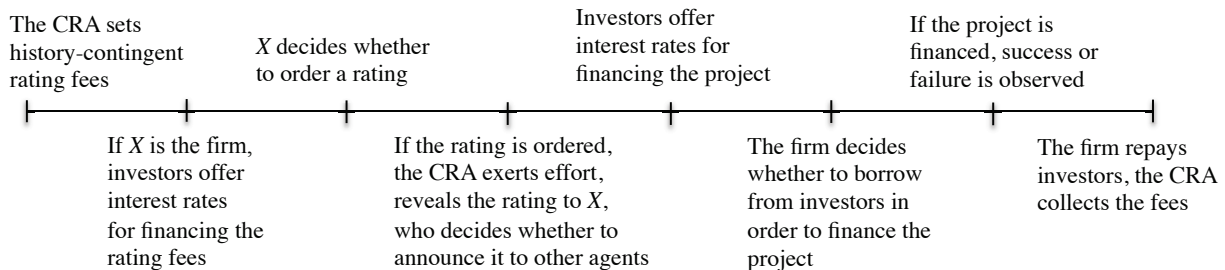 The CRA sets
history-contingent
rating fees
If X is the firm,
investors offer
interest rates
for financing the
rating fees
X decides whether
to order a rating
If the rating is ordered,
the CRA exerts effort,
reveals the rating to X,
who decides whether to
announce it to other agents
Investors offer
interest rates for
financing the project
The firm decides
whether to borrow
from investors in
order to finance the
project
If the project is
financed, success or
failure is observed
The firm repays
investors, the CRA
collects the fees